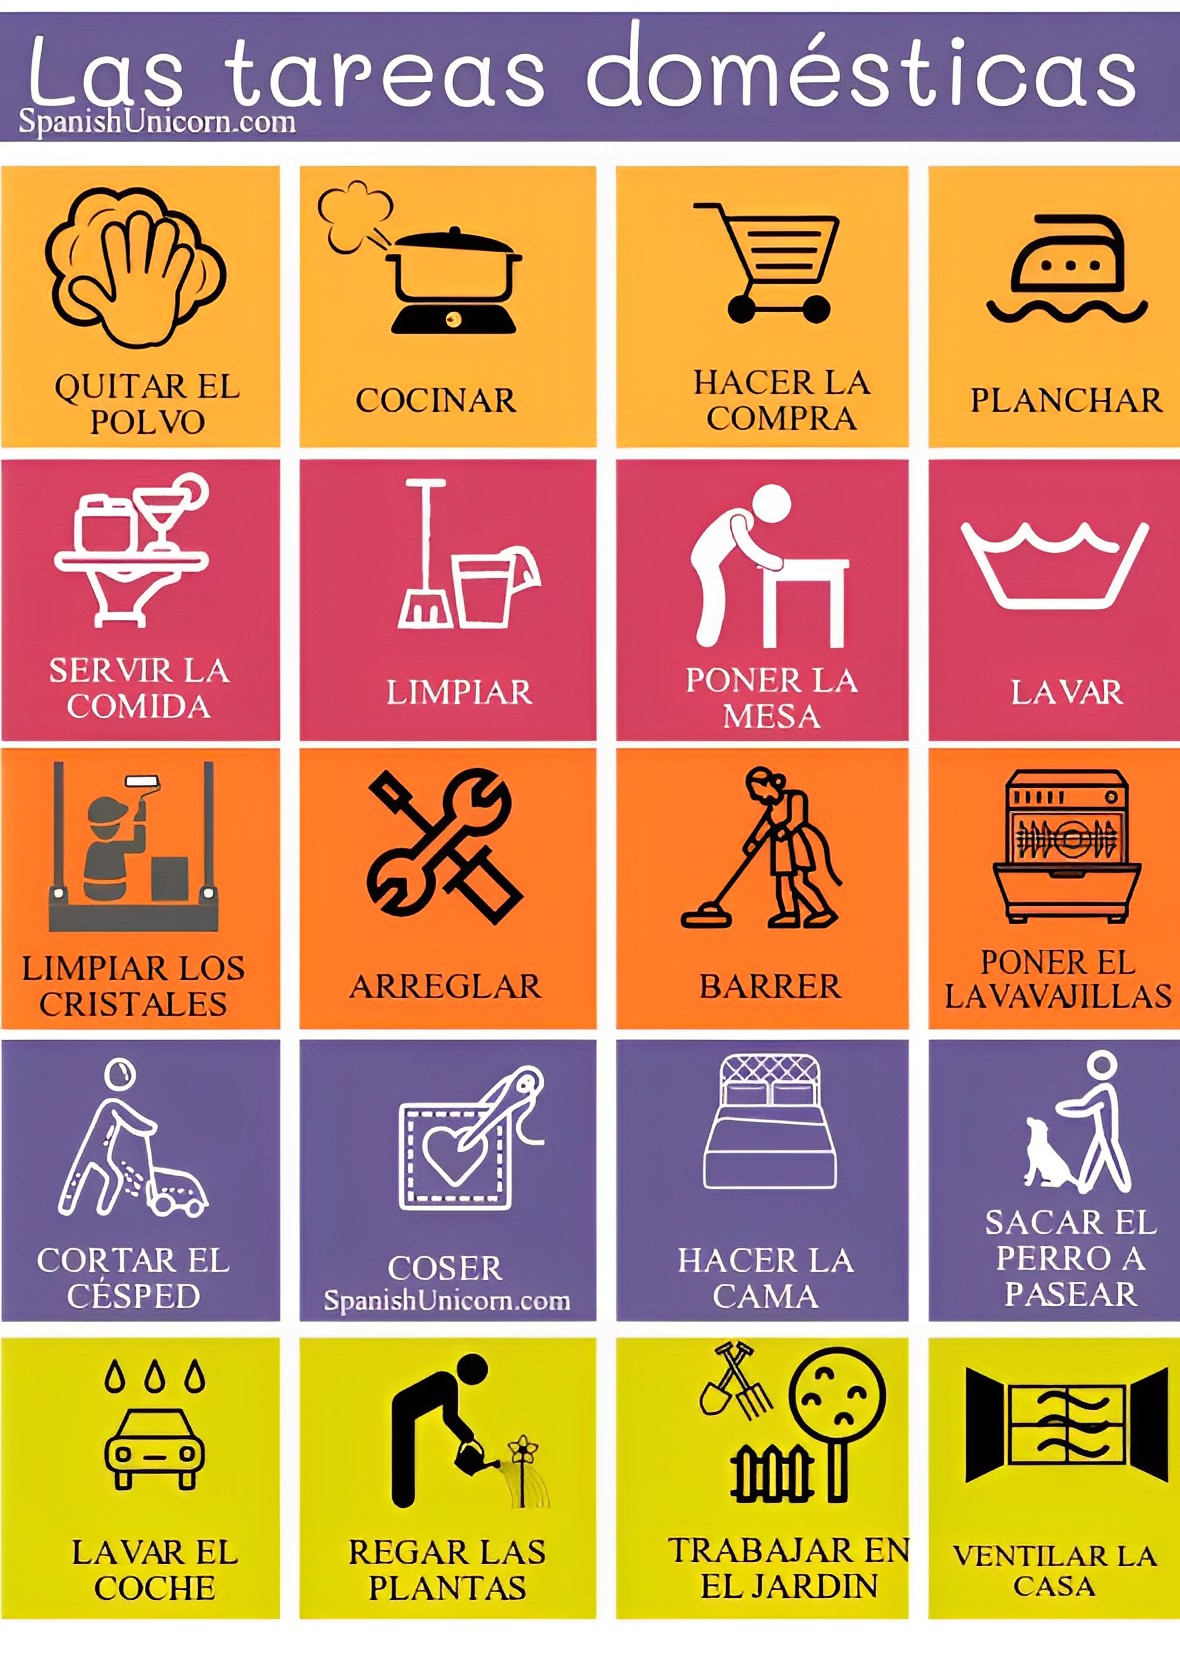 Las tareas domésticas
SpanishUnicorn.com
QUITAR EL
POLVO
COCINAR
HACER LA
COMPRA
PLANCHAR
SERVIR LA
COMIDA
LIMPIAR
PONER LA
MESA
LAVAR
LIMPIAR LOS
CRISTALES
ARREGLAR
BARRER
PONER EL
LAVAVAJILLAS
CORTAR EL
CÉSPED
COSER
SpanishUnicorn.com
HACER LA
CAMA
SACAR EL
PERRO A
PASEAR
LAVAR EL
COCHE
REGAR LAS
PLANTAS
TRABAJAR EN
EL JARDIN
VENTILAR LA
CASA